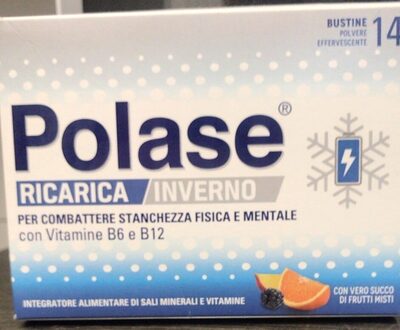 BUSTINE
POLVERE
EFFERVESCENTE
14
Polase®
RICARICA INVERNO
PER COMBATTERE STANCHEZZA FISICA E MENTALE
con Vitamine B6 e B12
CON VERO SUCCO
DI FRUTTI MISTI
INTEGRATORE ALIMENTARE DI SALI MINERALI E VITAMINE